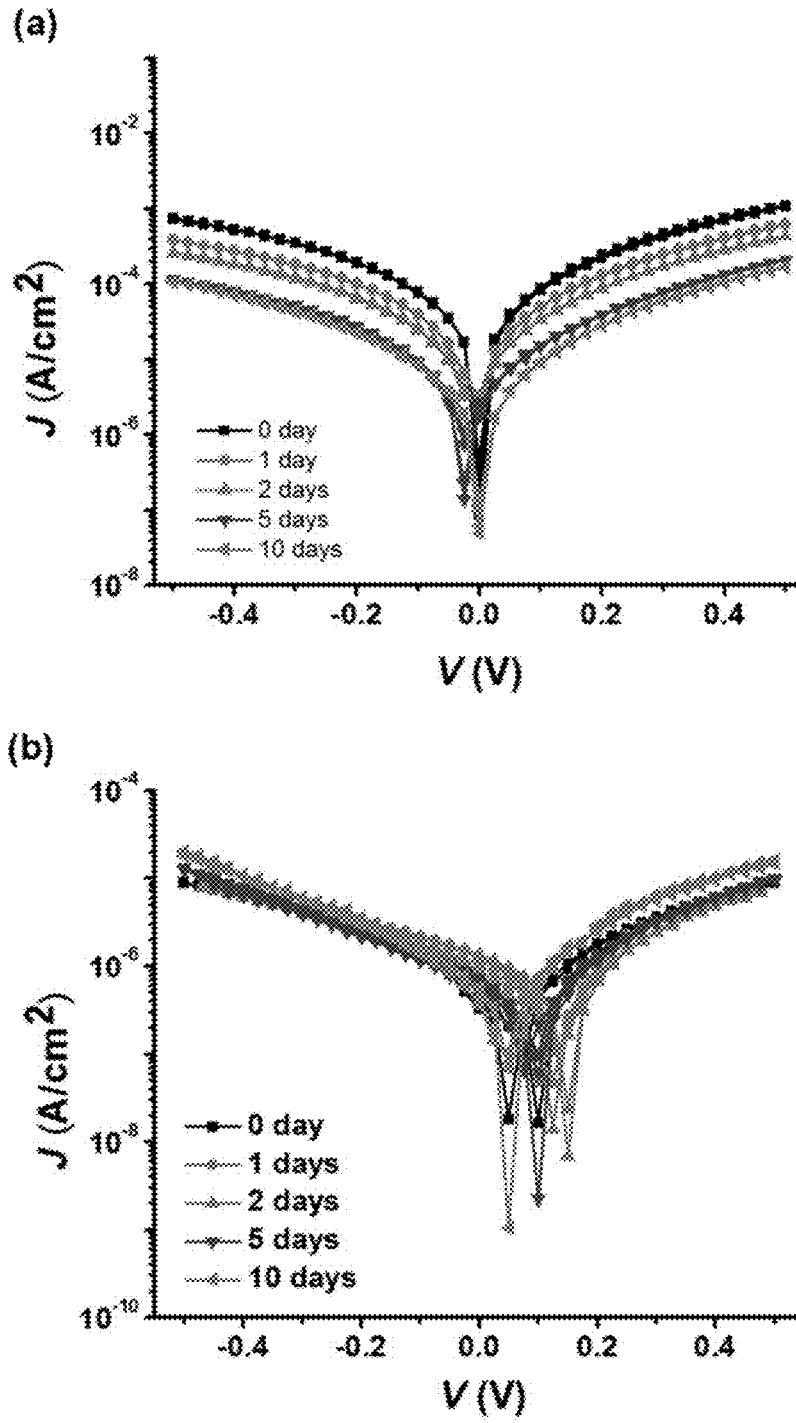 (a)
10⁻²
10⁻⁴
10⁻⁶
10⁻⁸
J (A/cm²)
0 day
1 day
2 days
5 days
10 days
-0.4 -0.2 0.0 0.2 0.4
V (V)
(b)
10⁻⁴
10⁻⁶
10⁻⁸
10⁻¹⁰
J (A/cm²)
0 day
1 days
2 days
5 days
10 days
-0.4 -0.2 0.0 0.2 0.4
V (V)